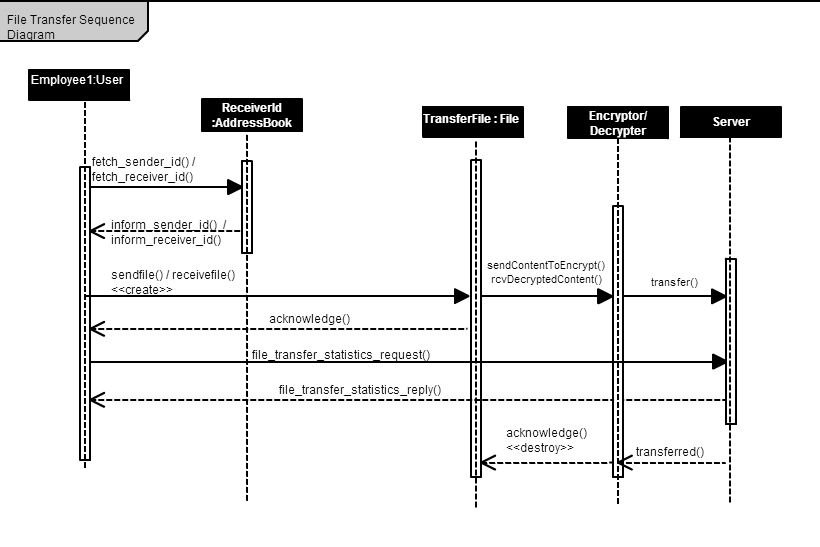 File Transfer Sequence
Diagram
Employee1:User
ReceiverId
:AddressBook
TransferFile : File
Encryptor/
Decrypter
Server
fetch_sender_id() /
fetch_receiver_id()
inform_sender_id() /
inform_receiver_id()
sendfile() / receivefile()
<<create>>
sendContentToEncrypt()
rcvDecryptedContent()
transfer()
acknowledge()
file_transfer_statistics_request()
file_transfer_statistics_reply()
acknowledge()
<<destroy>>
transferred()